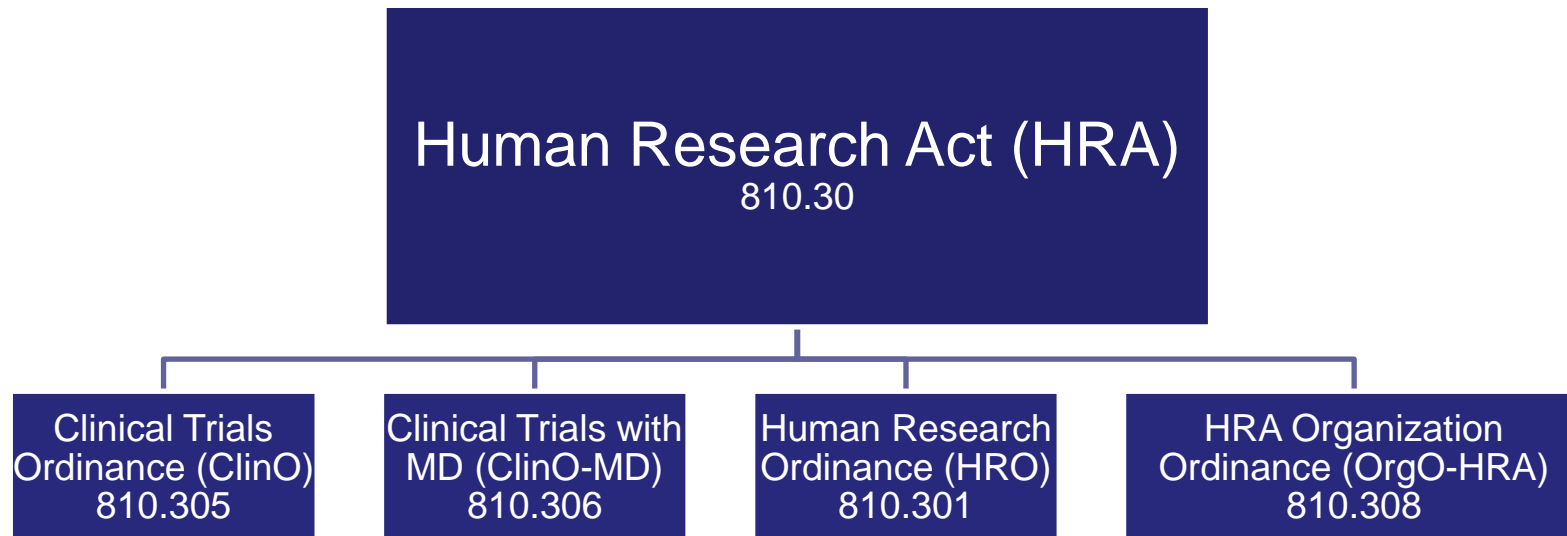 Human Research Act (HRA)
810.30
Clinical Trials
Ordinance (ClinO)
810.305
Clinical Trials with
MD (ClinO-MD)
810.306
Human Research
Ordinance (HRO)
810.301
HRA Organization
Ordinance (OrgO-HRA)
810.308